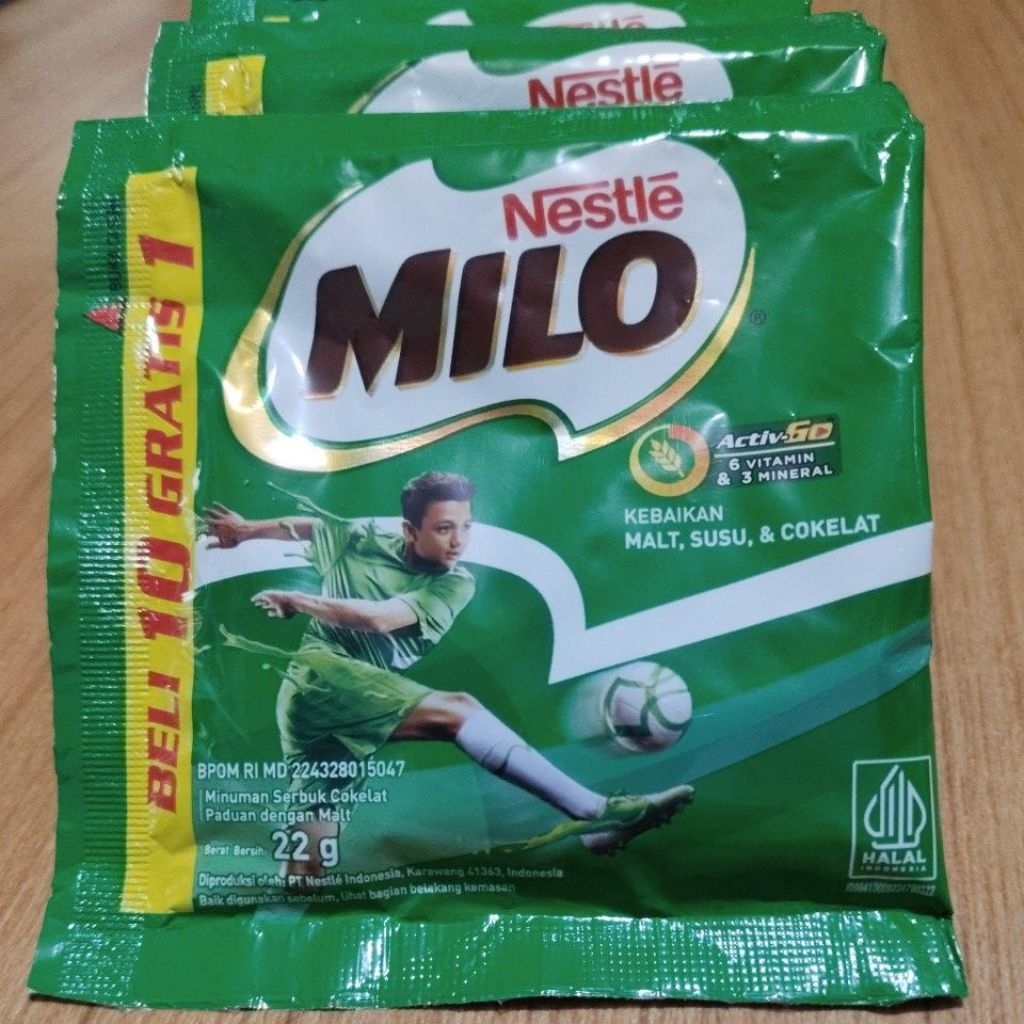 Nestlē
Nestlē
MILO
®
BELI 10 GRATIS 1
Activ-GO
6 VITAMIN
& 3 MINERAL
KEBAIKAN
MALT, SUSU, & COKELAT
BPOM RI MD 224328015047
Minuman Serbuk Cokelat
Paduan dengan Malt
Berat Bersih: 22 g
Diproduksi oleh: PT Nestlé Indonesia, Karawang 41363, Indonesia
Baik digunakan sebelum, lihat bagian belakang kemasan
HALAL
INDONESIA